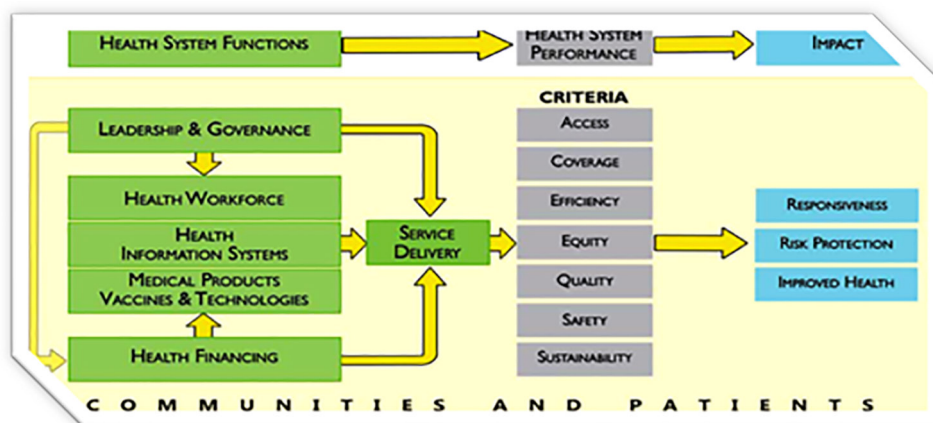 HEALTH SYSTEM FUNCTIONS
HEALTH SYSTEM
PERFORMANCE
IMPACT
CRITERIA
LEADERSHIP & GOVERNANCE
HEALTH WORKFORCE
HEALTH
INFORMATION SYSTEMS
MEDICAL PRODUCTS
VACCINES & TECHNOLOGIES
HEALTH FINANCING
SERVICE
DELIVERY
ACCESS
COVERAGE
EFFICIENCY
EQUITY
QUALITY
SAFETY
SUSTAINABILITY
RESPONSIVENESS
RISK PROTECTION
IMPROVED HEALTH
COMMUNITIES AND PATIENTS